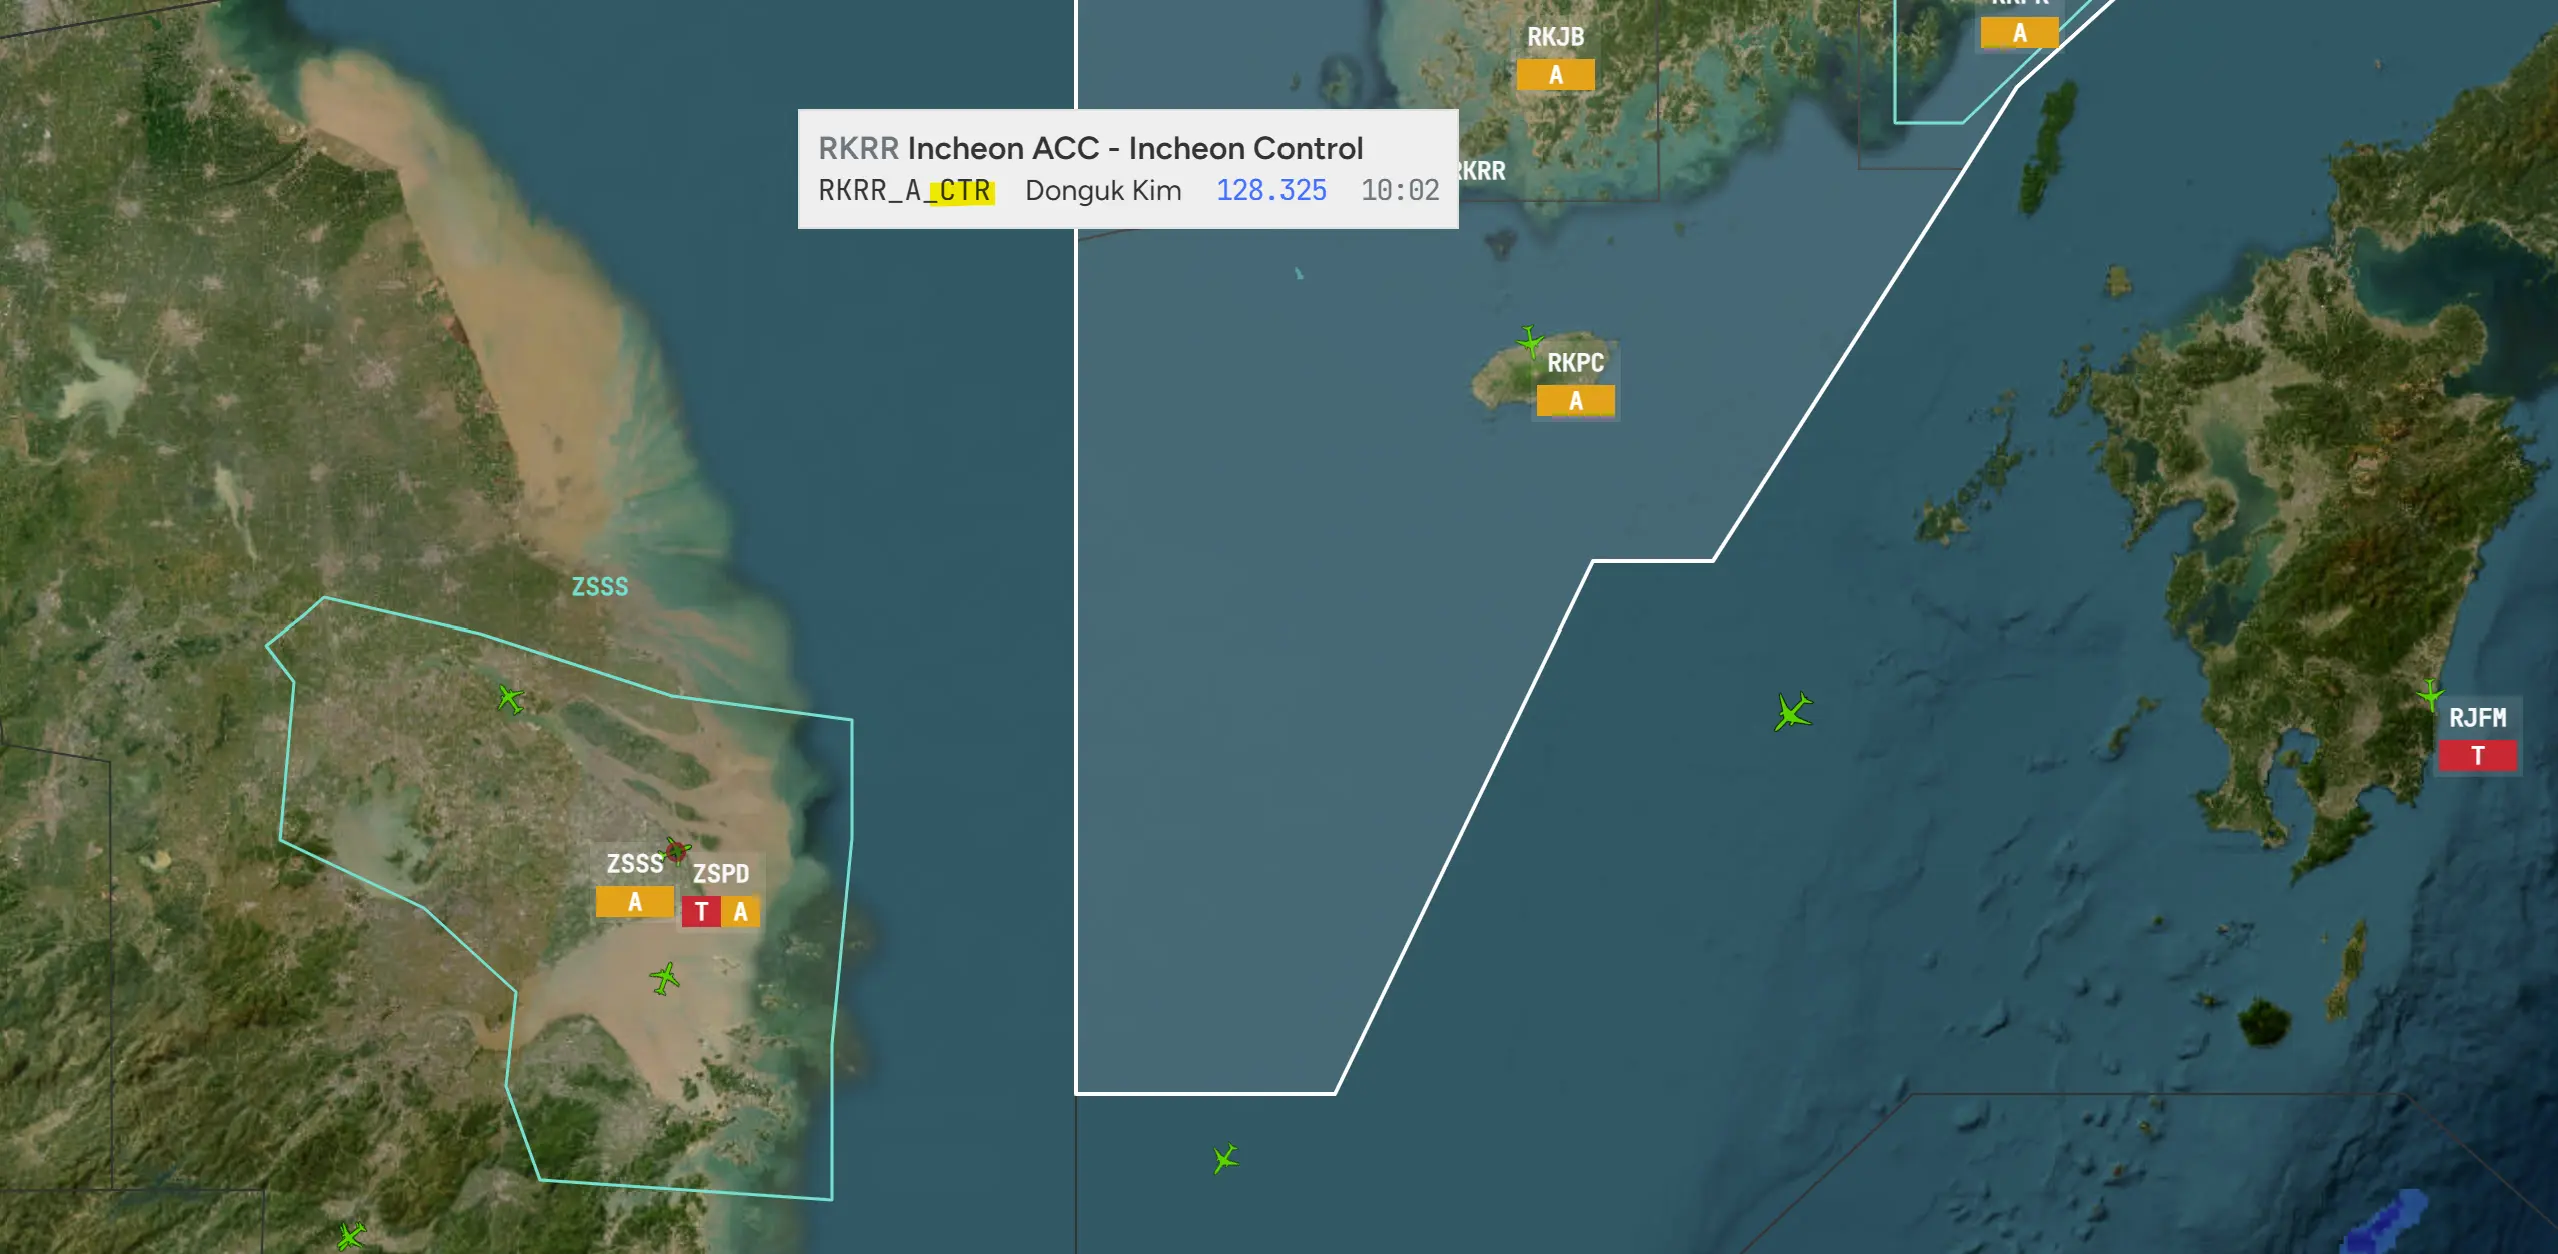 A
RKJB
A
RKRR Incheon ACC - Incheon Control
RKRR_A_CTR Donguk Kim 128.325 10:02
RKRR
RKPC
A
ZSSS
RJFM
T
ZSSS
A
ZSPD
T A